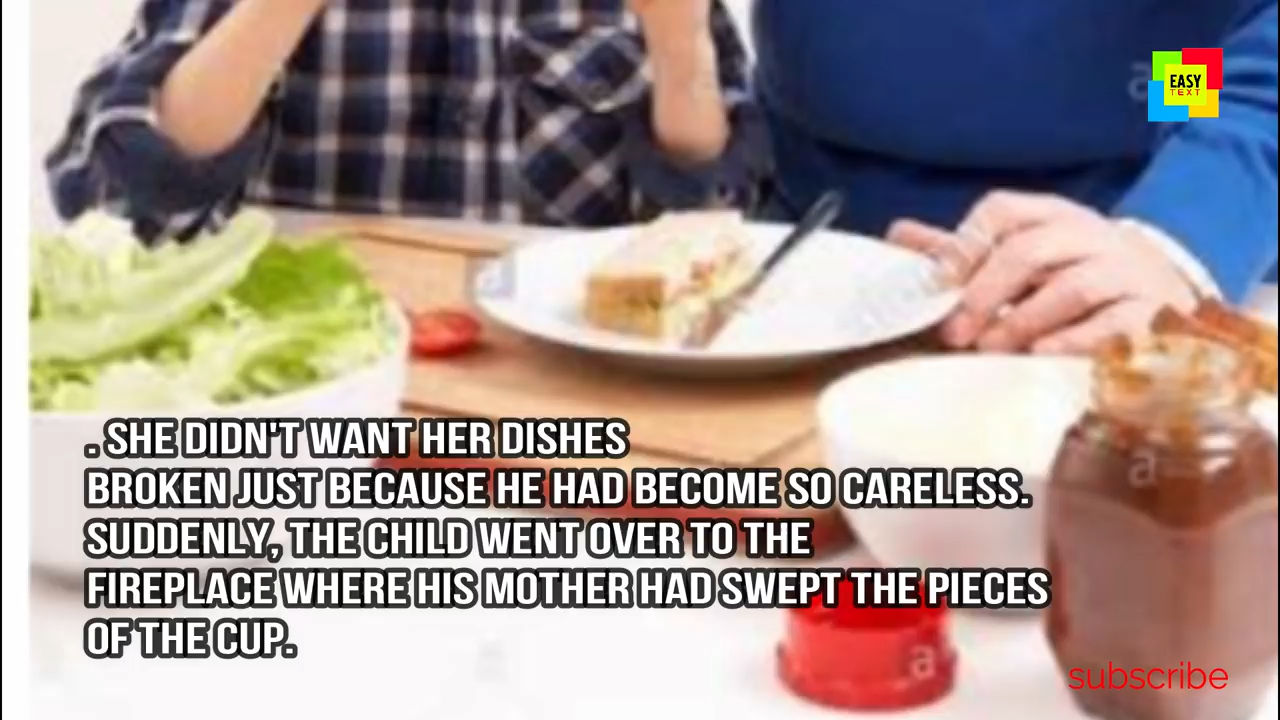 EASY
TEXT
. SHE DIDN'T WANT HER DISHES
BROKEN JUST BECAUSE HE HAD BECOME SO CARELESS.
SUDDENLY, THE CHILD WENT OVER TO THE
FIREPLACE WHERE HIS MOTHER HAD SWEPT THE PIECES
OF THE CUP.
subscribe
a
a
a